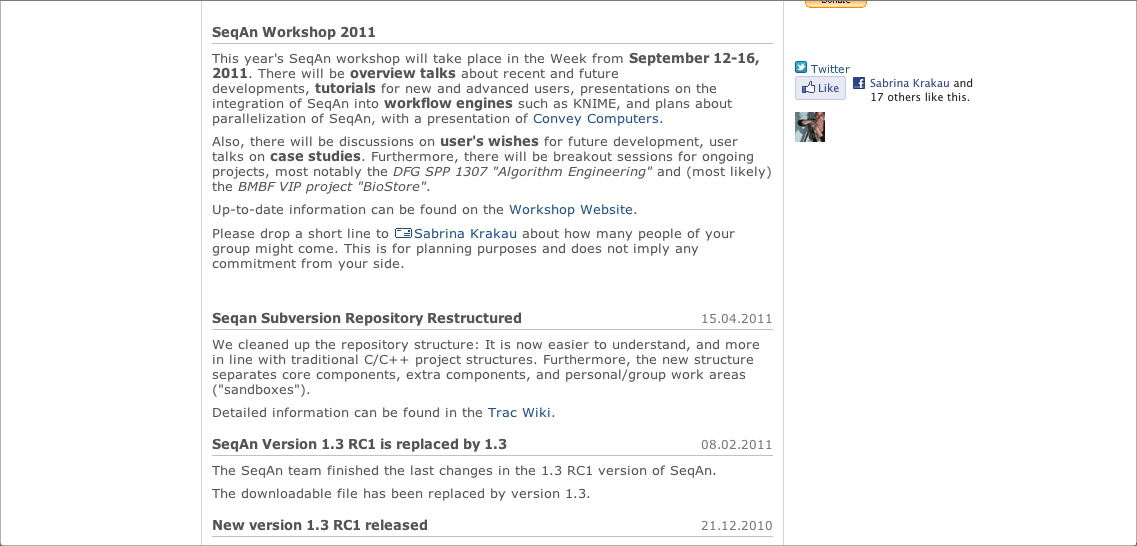 Donate
SeqAn Workshop 2011
This year's SeqAn workshop will take place in the Week from September 12-16,
2011. There will be overview talks about recent and future
developments, tutorials for new and advanced users, presentations on the
integration of SeqAn into workflow engines such as KNIME, and plans about
parallelization of SeqAn, with a presentation of Convey Computers.
Also, there will be discussions on user's wishes for future development, user
talks on case studies. Furthermore, there will be breakout sessions for ongoing
projects, most notably the DFG SPP 1307 "Algorithm Engineering" and (most likely)
the BMBF VIP project "BioStore".
Up-to-date information can be found on the Workshop Website.
Please drop a short line to Sabrina Krakau about how many people of your
group might come. This is for planning purposes and does not imply any
commitment from your side.
Seqan Subversion Repository Restructured 15.04.2011
We cleaned up the repository structure: It is now easier to understand, and more
in line with traditional C/C++ project structures. Furthermore, the new structure
separates core components, extra components, and personal/group work areas
("sandboxes").
Detailed information can be found in the Trac Wiki.
SeqAn Version 1.3 RC1 is replaced by 1.3 08.02.2011
The SeqAn team finished the last changes in the 1.3 RC1 version of SeqAn.
The downloadable file has been replaced by version 1.3.
New version 1.3 RC1 released 21.12.2010
Twitter
Like Sabrina Krakau and
17 others like this.